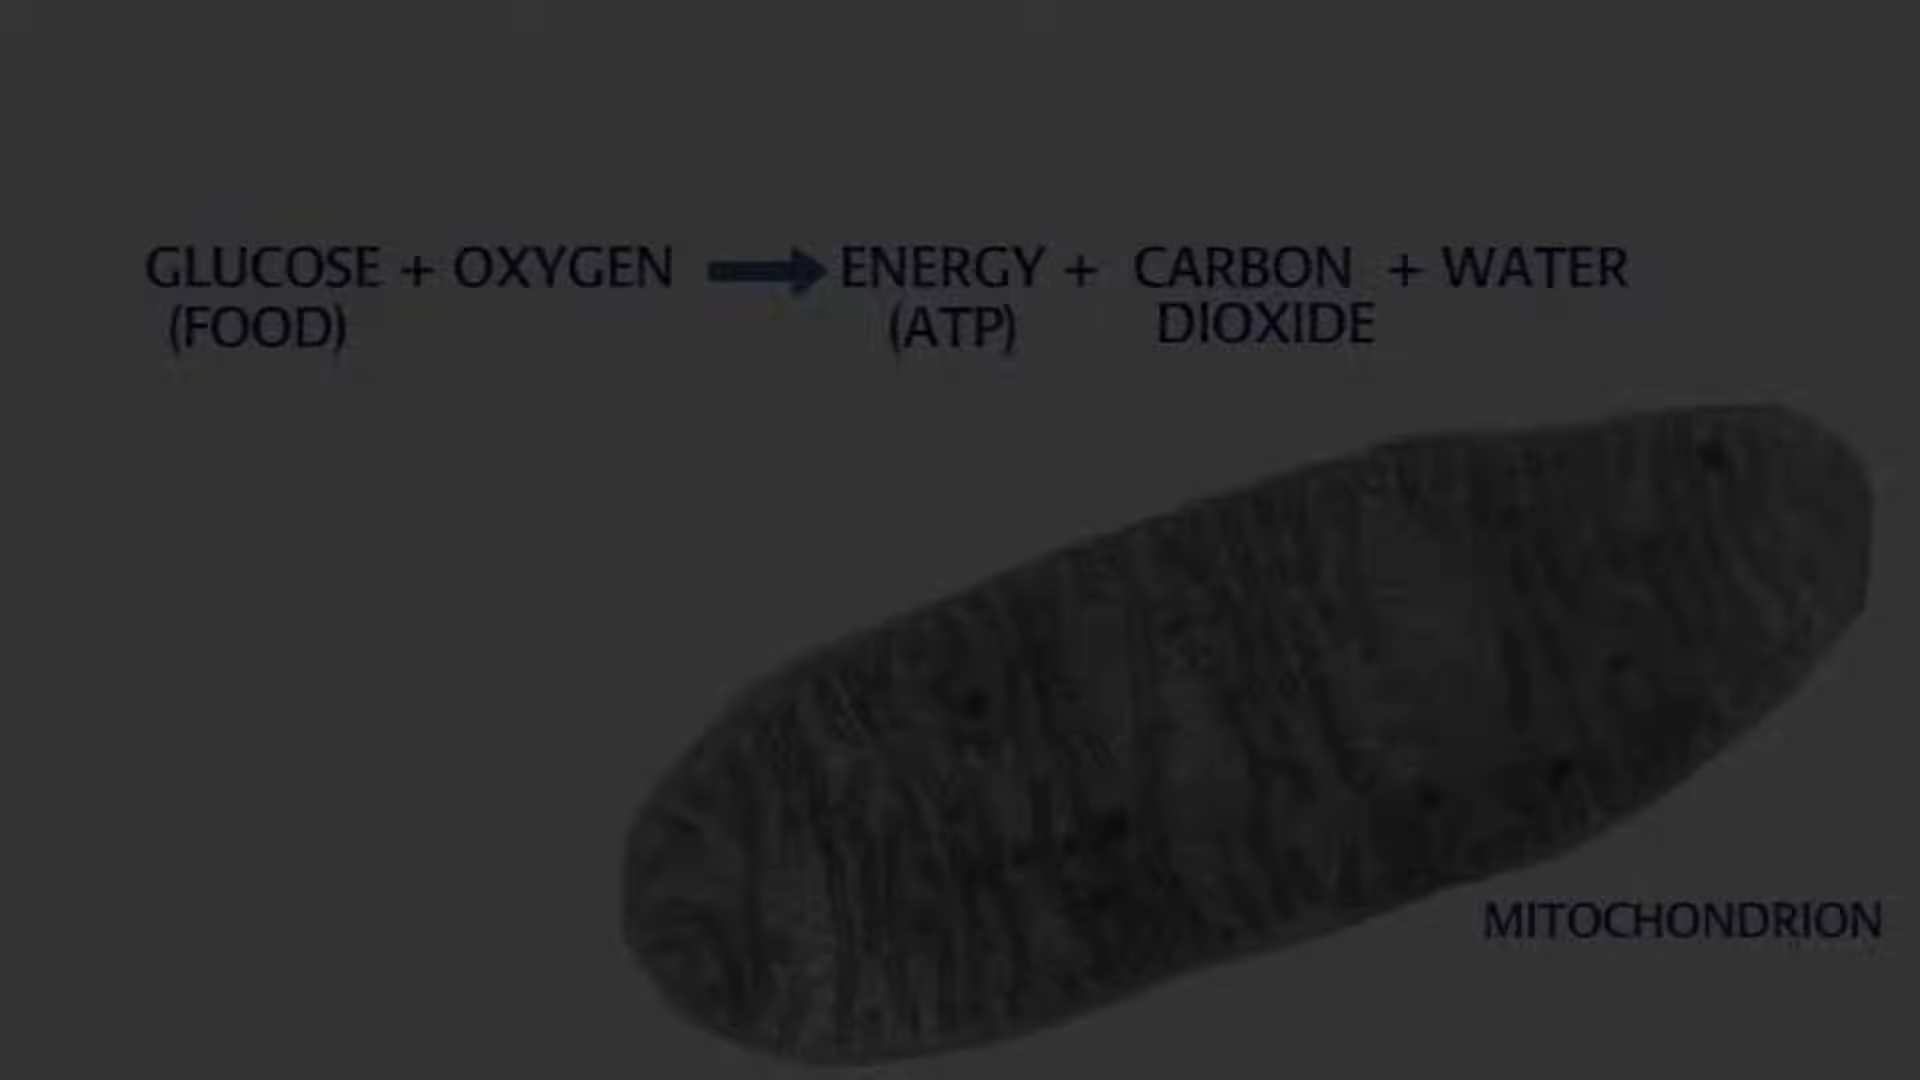 GLUCOSE + OXYGEN → ENERGY + CARBON + WATER
(FOOD) (ATP) DIOXIDE
MITOCHONDRION